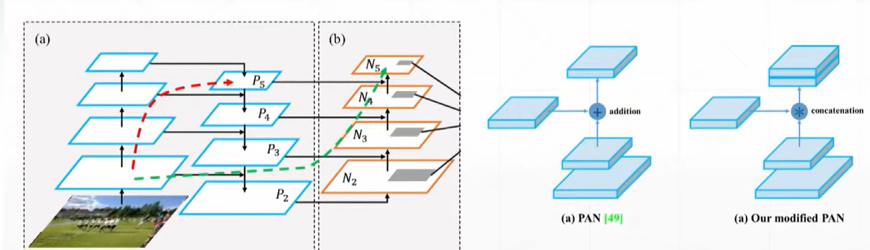 (a)
(b)
P5
P4
P3
P2
N5
N4
N3
N2
addition
concatenation
(a) PAN [49]
(a) Our modified PAN